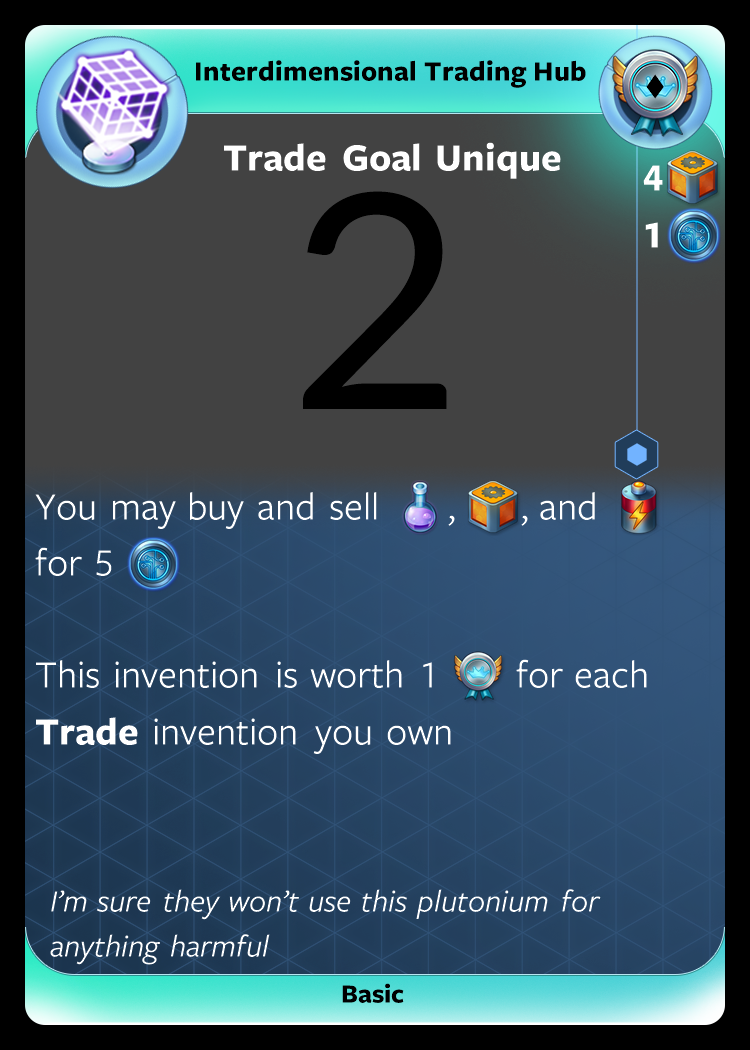 Interdimensional Trading Hub
Trade Goal Unique
4
1
2
You may buy and sell , , and
for 5
This invention is worth 1 for each
Trade invention you own
I'm sure they won't use this plutonium for
anything harmful
Basic